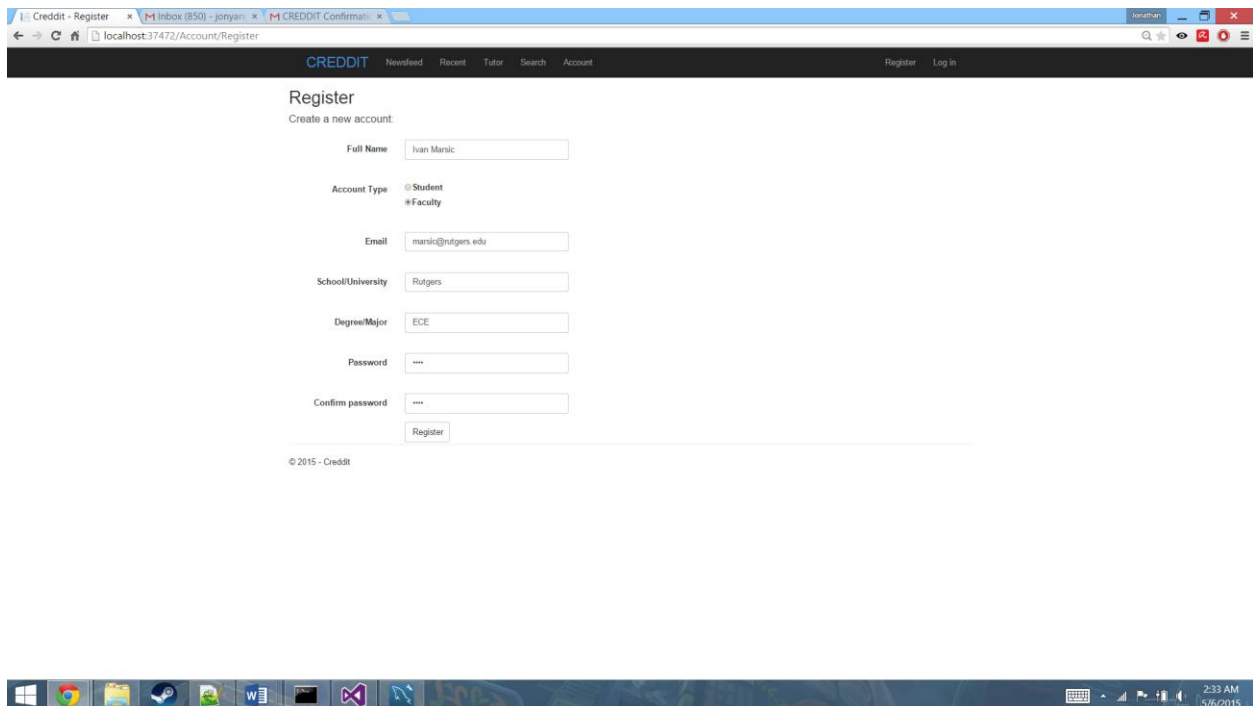 Creddit - Register
Inbox (850) - jonyan
CREDDIT Confirmatic
Jonathan
localhost:37472/Account/Register
CREDDIT Newsfeed Recent Tutor Search Account Register Log in
Register
Create a new account.
Full Name Ivan Marsic
Account Type Student
Faculty
Email marsic@rutgers.edu
School/University Rutgers
Degree/Major ECE
Password ••••
Confirm password ••••
Register
© 2015 - Creddit
2:33 AM
5/6/2015